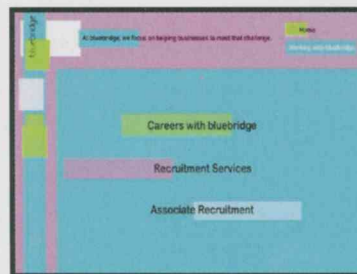 bluebridge
At bluebridge, we focus on helping businesses to meet that challenge.
Home
Working with bluebridge
Careers with bluebridge
Recruitment Services
Associate Recruitment